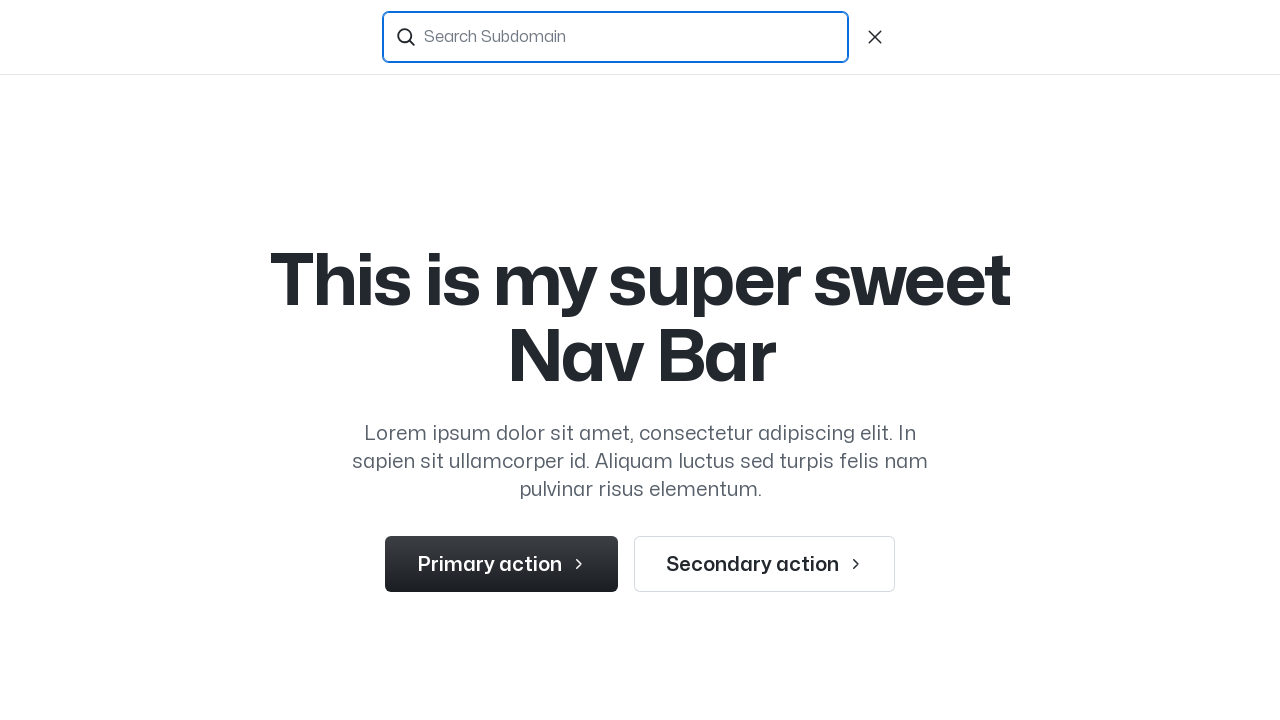 Search Subdomain
This is my super sweet
Nav Bar
Lorem ipsum dolor sit amet, consectetur adipiscing elit. In
sapien sit ullamcorper id. Aliquam luctus sed turpis felis nam
pulvinar risus elementum.
Primary action
Secondary action